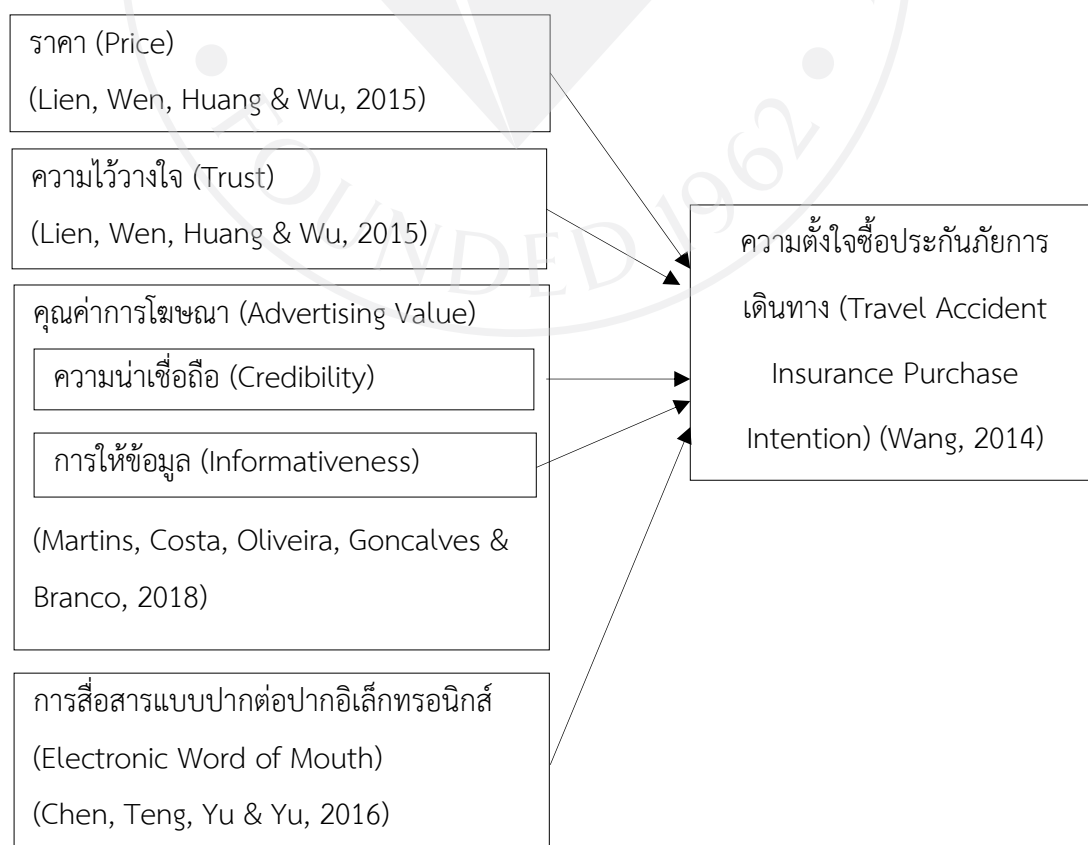 ราคา (Price)
(Lien, Wen, Huang & Wu, 2015)
ความไว้วางใจ (Trust)
(Lien, Wen, Huang & Wu, 2015)
คุณค่าการโฆษณา (Advertising Value)
ความน่าเชื่อถือ (Credibility)
การให้ข้อมูล (Informativeness)
(Martins, Costa, Oliveira, Goncalves &
Branco, 2018)
การสื่อสารแบบปากต่อปากอิเล็กทรอนิกส์
(Electronic Word of Mouth)
(Chen, Teng, Yu & Yu, 2016)
ความตั้งใจซื้อประกันภัยการ
เดินทาง (Travel Accident
Insurance Purchase
Intention) (Wang, 2014)
FOUNDED 1962